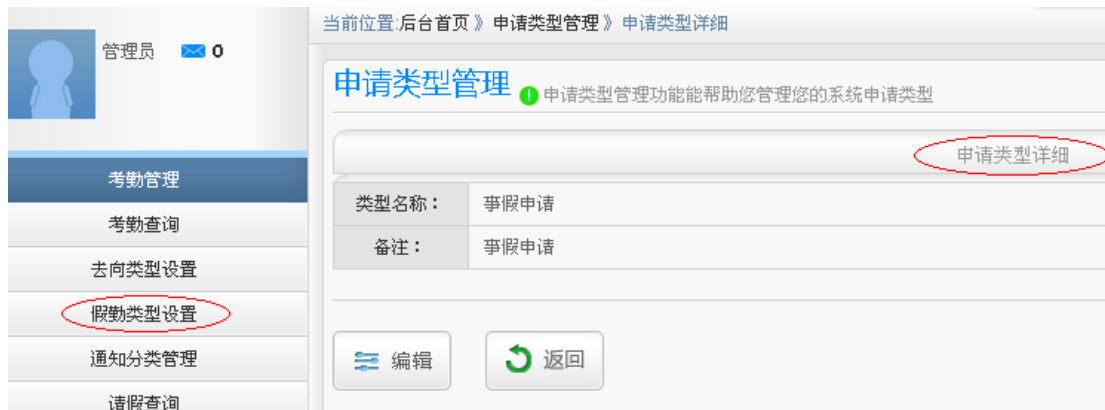 当前位置:后台首页 》 申请类型管理 》 申请类型详细
管理员 0
申请类型管理 申请类型管理功能能帮助您管理您的系统申请类型
申请类型详细
考勤管理
类型名称： 事假申请
考勤查询
备注： 事假申请
去向类型设置
假勤类型设置
通知分类管理
编辑 返回
请假查询